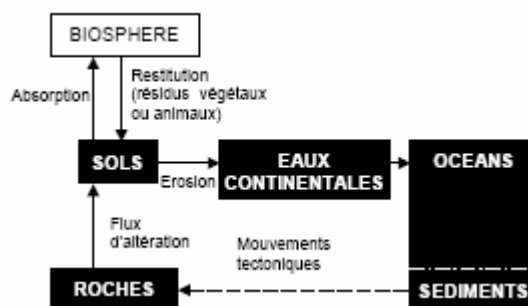 BIOSPHERE
Absorption
Restitution
(résidus végétaux
ou animaux)
SOLS
Erosion
EAUX
CONTINENTALES
OCEANS
Flux
d'altération
Mouvements
tectoniques
ROCHES
SEDIMENTS